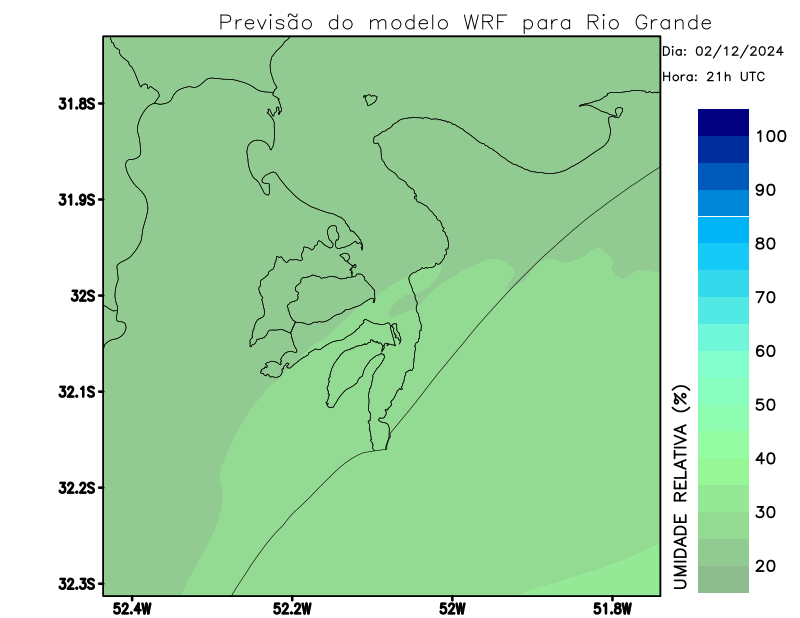 Previsão do modelo WRF para Rio Grande
Dia: 02/12/2024
Hora: 21h UTC
31.8S
31.9S
32S
32.1S
32.2S
32.3S
52.4W
52.2W
52W
51.8W
100
90
80
70
60
50
40
30
20
UMIDADE RELATIVA (%)